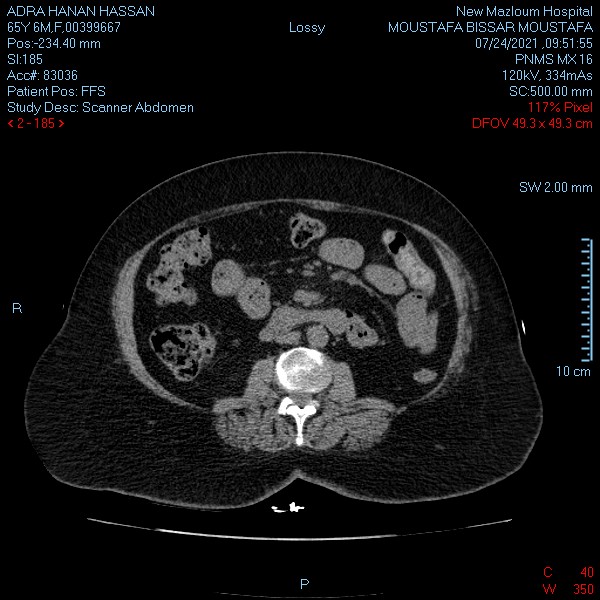 ADRA HANAN HASSAN
65Y 6M,F,00399667
Pos:-234.40 mm
SI:185
Acc#: 83036
Patient Pos: FFS
Study Desc: Scanner Abdomen
< 2 - 185 >
Lossy
New Mazloum Hospital
MOUSTAFA BISSAR MOUSTAFA
07/24/2021 ,09:51:55
PNMS MX 16
120kV, 334mAs
SC:500.00 mm
117% Pixel
DFOV 49.3 x 49.3 cm
SW 2.00 mm
R
10 cm
P
C 40
W 350